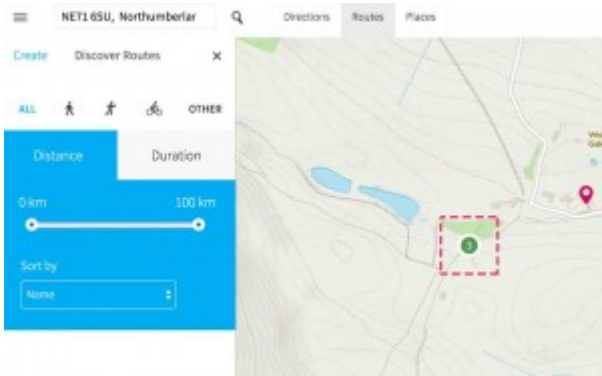 NE71 6SU, Northumberlar
Directions
Routes
Places
Create
Discover Routes
ALL
OTHER
Distance
Duration
0 km
100 km
Sort by
Name
3